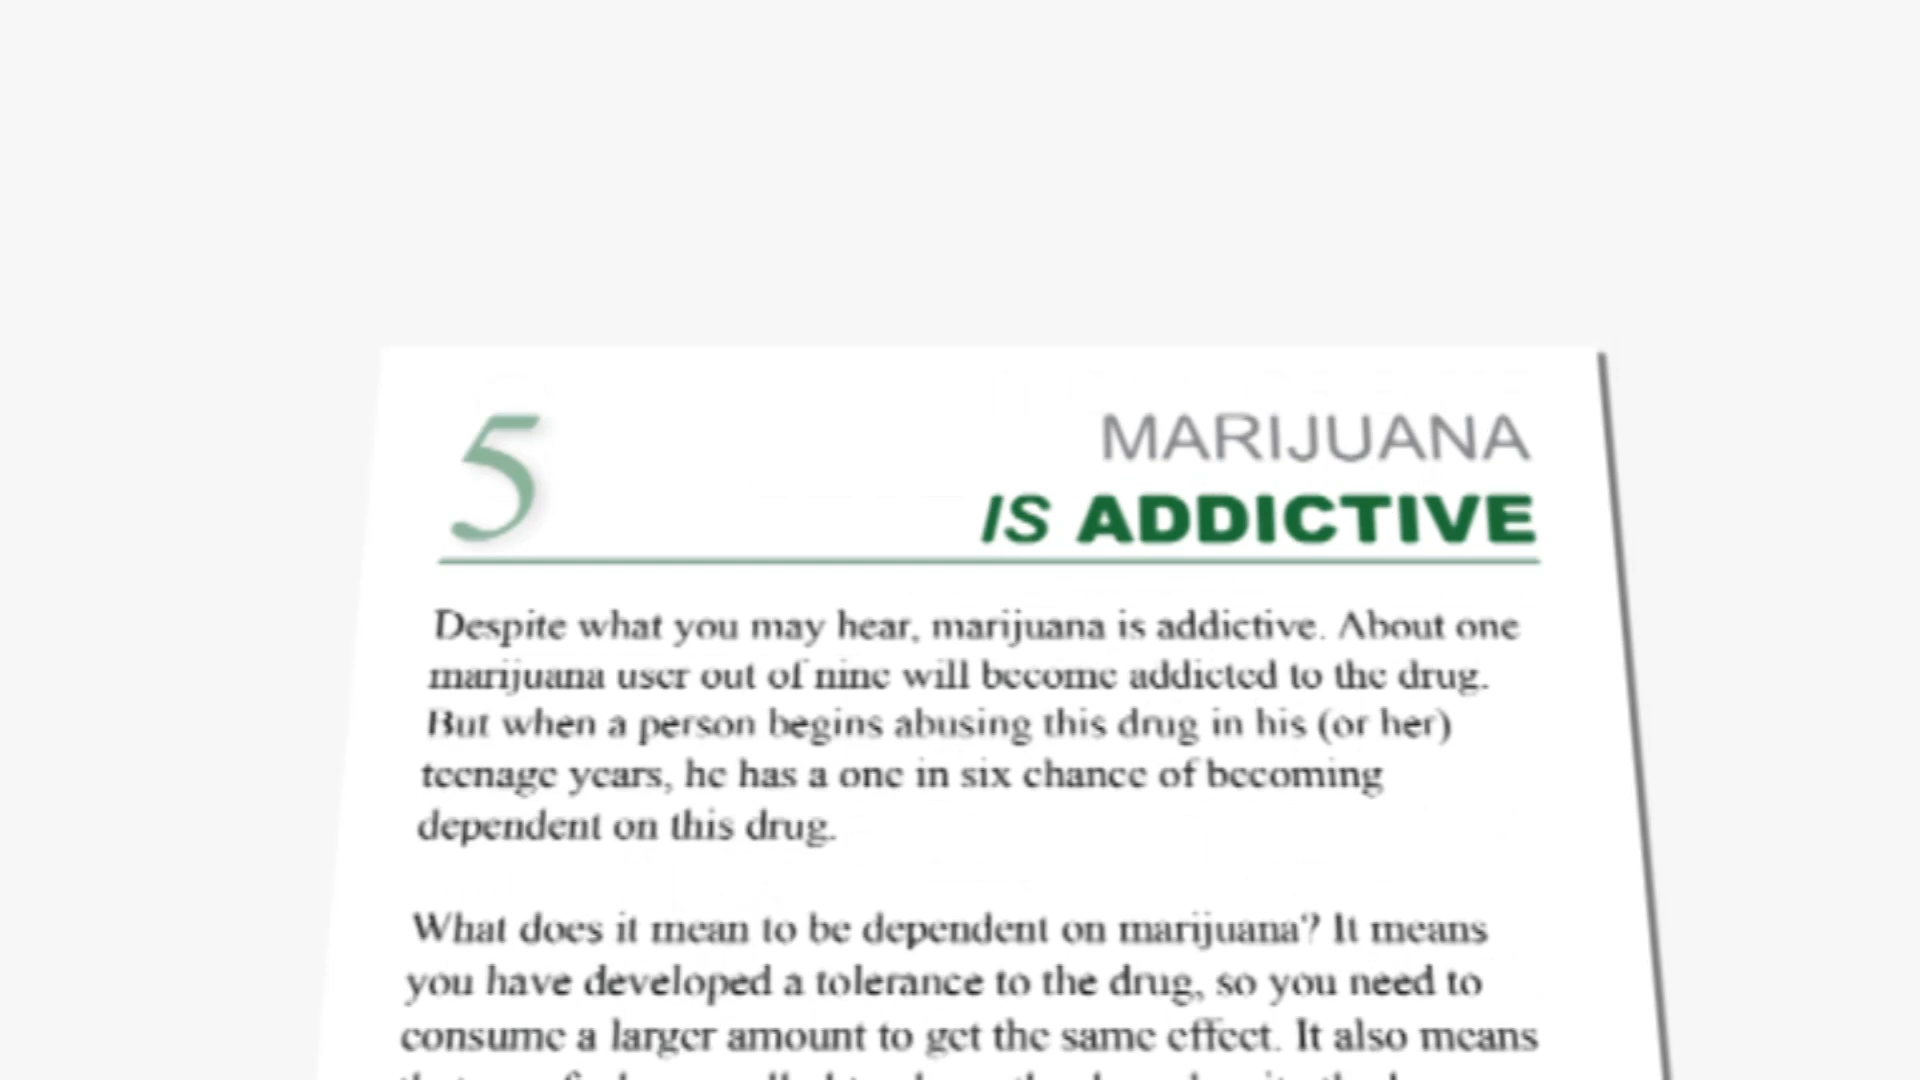 5
MARIJUANA
IS ADDICTIVE
Despite what you may hear, marijuana is addictive. About one
marijuana user out of nine will become addicted to the drug.
But when a person begins abusing this drug in his (or her)
teenage years, he has a one in six chance of becoming
dependent on this drug.
What does it mean to be dependent on marijuana? It means
you have developed a tolerance to the drug, so you need to
consume a larger amount to get the same effect. It also means